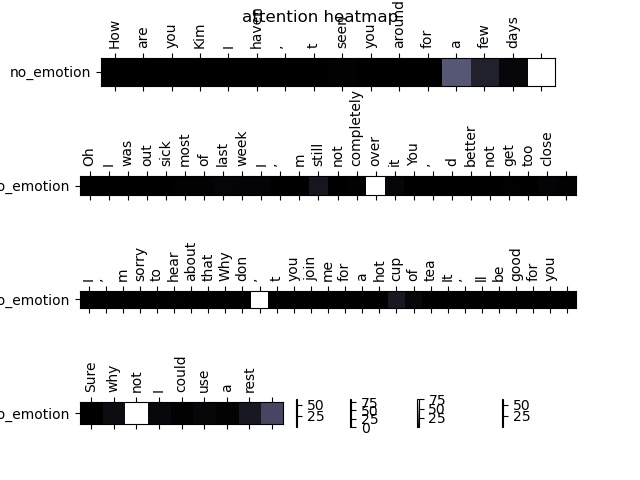 attention heatmap
How are you Kim I haven ' t seen you around for a few days
no_emotion
Oh I was out sick most of last week I ' m still not completely over it You ' d better not get too close
o_emotion
I ' m sorry to hear about that Why don ' t you join me for a hot cup of tea It ' ll be good for you
o_emotion
Sure why not I could use a rest
o_emotion
50
25
75
50
25
0
75
50
25
50
25